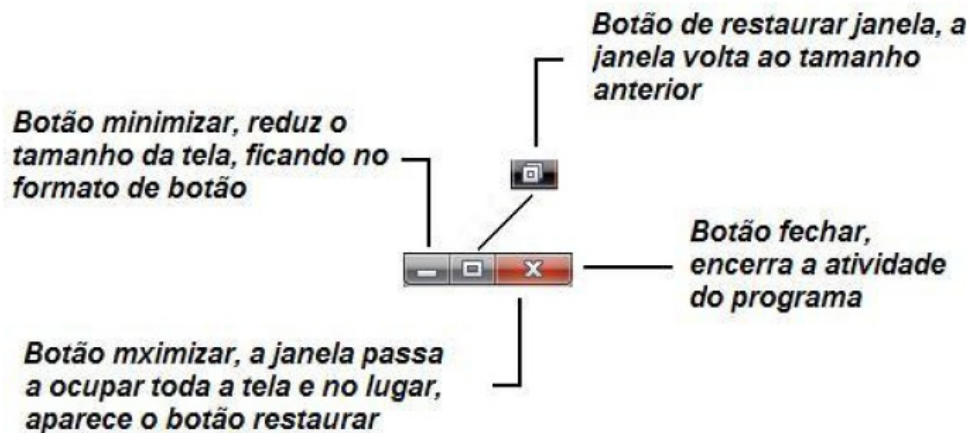 Botão de restaurar janela, a
janela volta ao tamanho
anterior
Botão minimizar, reduz o
tamanho da tela, ficando no
formato de botão
Botão fechar,
encerra a atividade
do programa
Botão mximizar, a janela passa
a ocupar toda a tela e no lugar,
aparece o botão restaurar